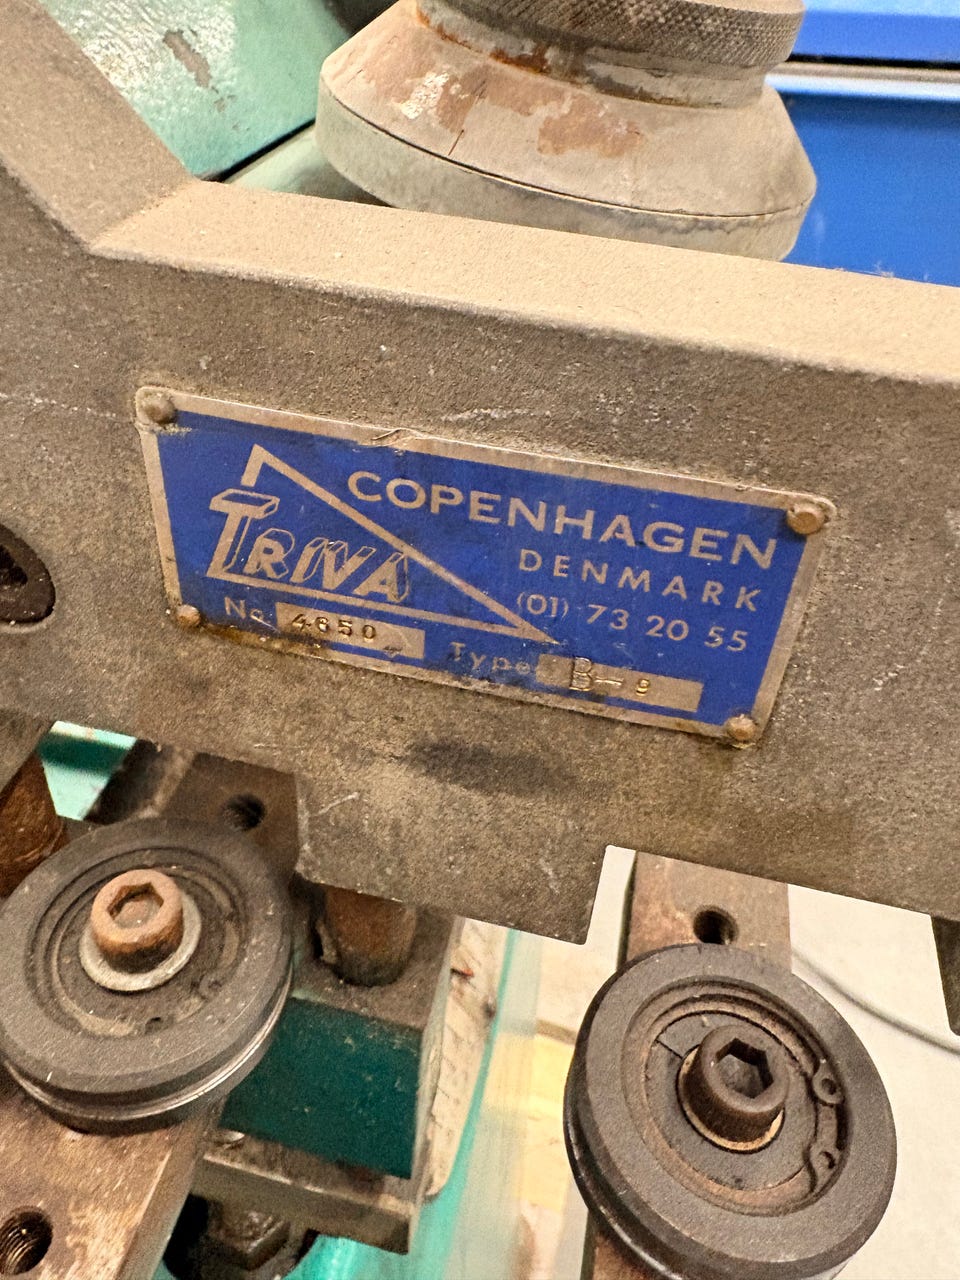 COPENHAGEN
DENMARK
(01) 73 20 55
TRIVA
No. 4650
Type B-9